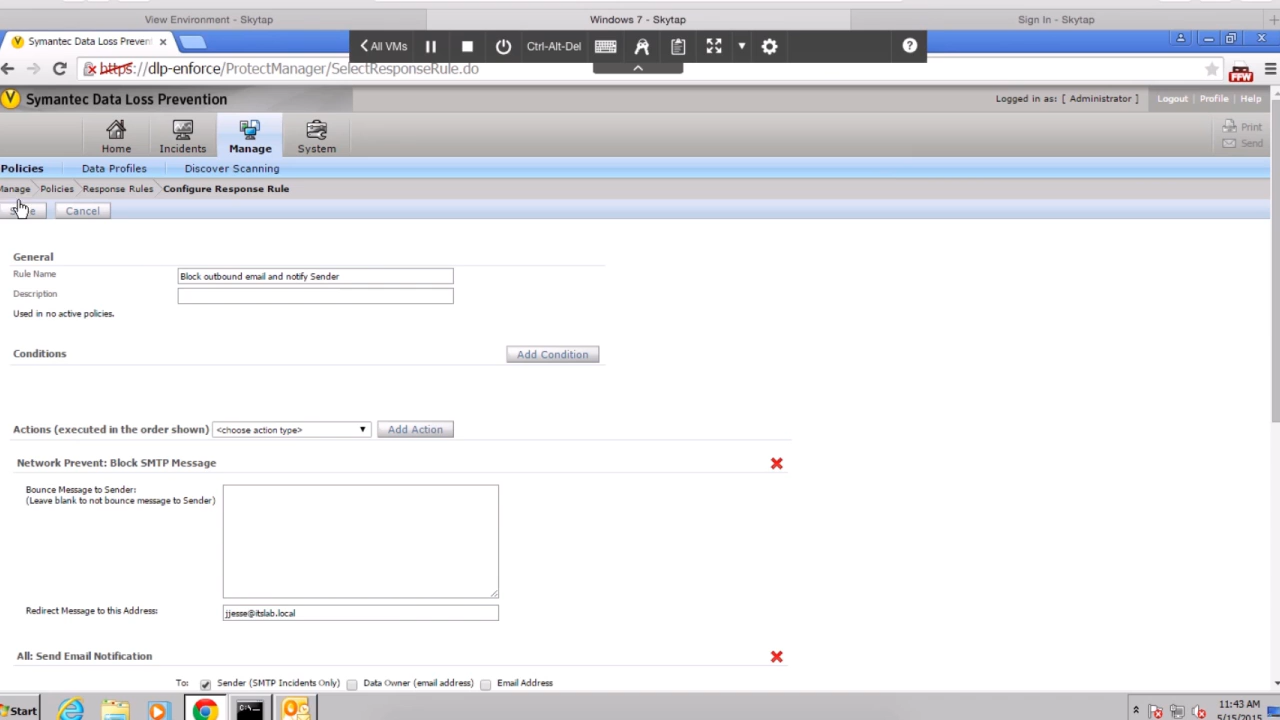 View Environment - Skytap
Windows 7 - Skytap
Sign In - Skytap
Symantec Data Loss Preven
All VMs
Ctrl-Alt-Del
https://dlp-enforce/ProtectManager/SelectResponseRule.do
FFW
Symantec Data Loss Prevention
Logged in as: [ Administrator ]
Logout | Profile | Help
Home
Incidents
Manage
System
Print
Send
Policies
Data Profiles
Discover Scanning
Manage
Policies
Response Rules
Configure Response Rule
Cancel
General
Rule Name
Block outbound email and notify Sender
Description
Used in no active policies.
Conditions
Add Condition
Actions (executed in the order shown)
<choose action type>
Add Action
Network Prevent: Block SMTP Message
Bounce Message to Sender:
(Leave blank to not bounce message to Sender)
Redirect Message to this Address:
jjesse@itslab.local
All: Send Email Notification
To:
Sender (SMTP Incidents Only)
Data Owner (email address)
Email Address
Start
11:43 AM
5/15/2015